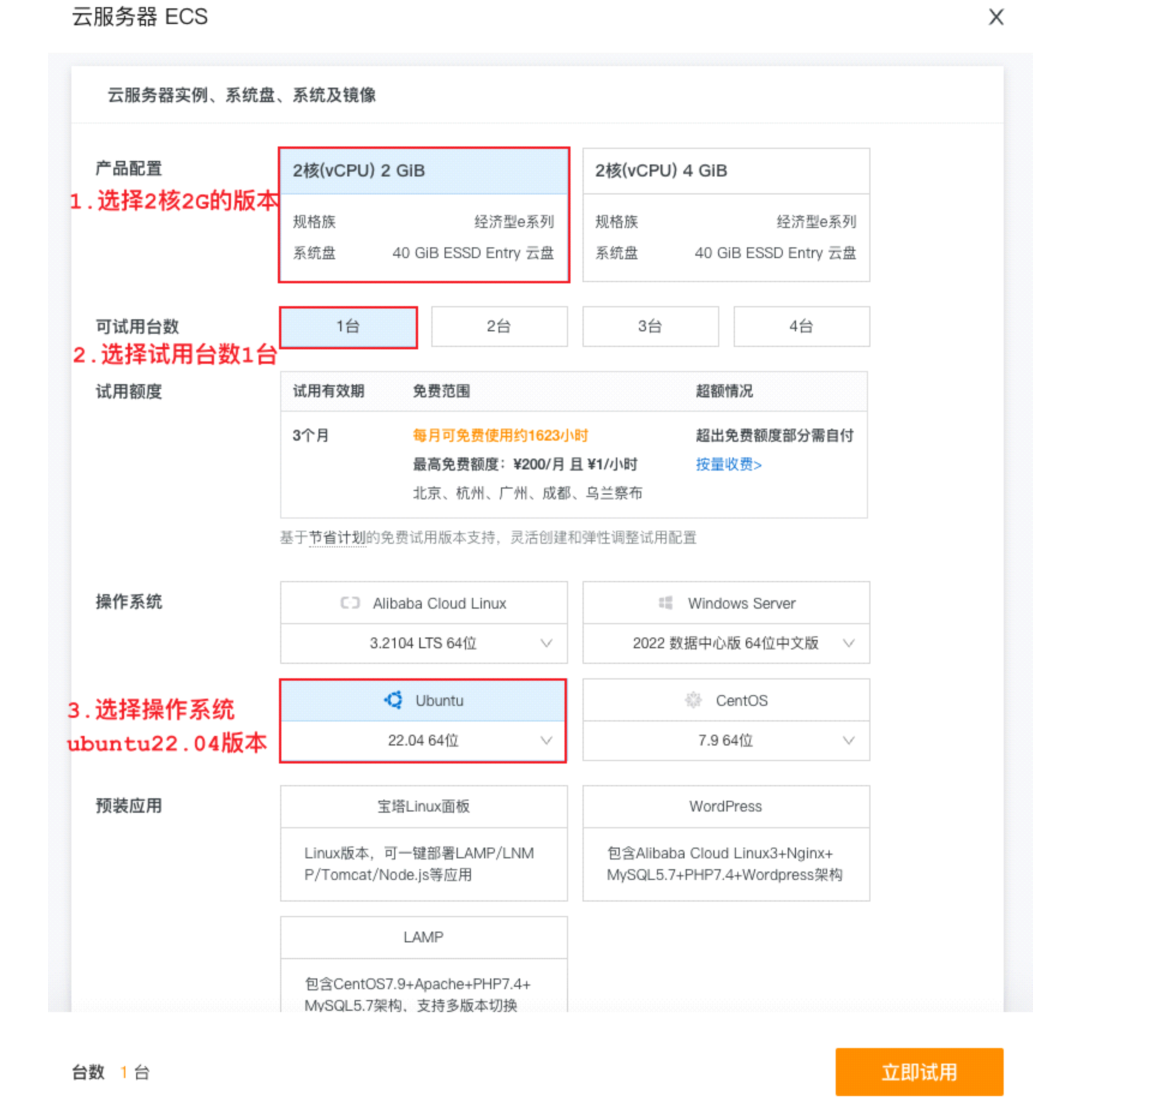 云服务器 ECS
X
云服务器实例、系统盘、系统及镜像
产品配置
1.选择2核2G的版本
2核(vCPU) 2 GiB
规格族 经济型e系列
系统盘 40 GiB ESSD Entry 云盘
2核(vCPU) 4 GiB
规格族 经济型e系列
系统盘 40 GiB ESSD Entry 云盘
可试用台数
2.选择试用台数1台
1台 2台 3台 4台
试用额度
试用有效期 免费范围 超额情况
3个月 每月可免费使用约1623小时 超出免费额度部分需自付
最高免费额度：¥200/月 且 ¥1/小时 按量收费>
北京、杭州、广州、成都、乌兰察布
基于节省计划的免费试用版本支持，灵活创建和弹性调整试用配置
操作系统
Alibaba Cloud Linux
3.2104 LTS 64位
Windows Server
2022 数据中心版 64位中文版
3.选择操作系统
ubuntu22.04版本
Ubuntu
22.04 64位
CentOS
7.9 64位
预装应用
宝塔Linux面板
Linux版本，可一键部署LAMP/LNM
P/Tomcat/Node.js等应用
WordPress
包含Alibaba Cloud Linux3+Nginx+
MySQL5.7+PHP7.4+Wordpress架构
LAMP
包含CentOS7.9+Apache+PHP7.4+
MySQL5.7架构，支持多版本切换
台数 1 台
立即试用